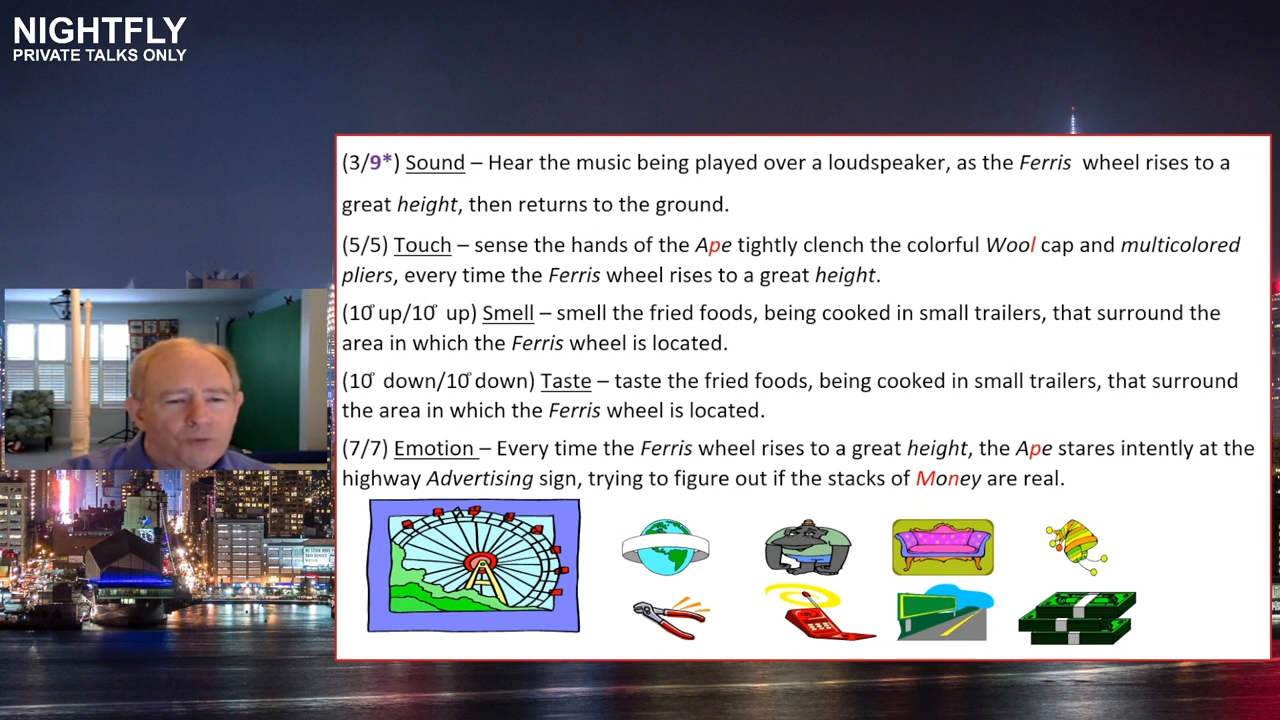 NIGHTFLY
PRIVATE TALKS ONLY
(3/9*) Sound – Hear the music being played over a loudspeaker, as the Ferris wheel rises to a
great height, then returns to the ground.
(5/5) Touch – sense the hands of the Ape tightly clench the colorful Wool cap and multicolored
pliers, every time the Ferris wheel rises to a great height.
(10° up/10° up) Smell – smell the fried foods, being cooked in small trailers, that surround the
area in which the Ferris wheel is located.
(10° down/10° down) Taste – taste the fried foods, being cooked in small trailers, that surround
the area in which the Ferris wheel is located.
(7/7) Emotion – Every time the Ferris wheel rises to a great height, the Ape stares intently at the
highway Advertising sign, trying to figure out if the stacks of Money are real.